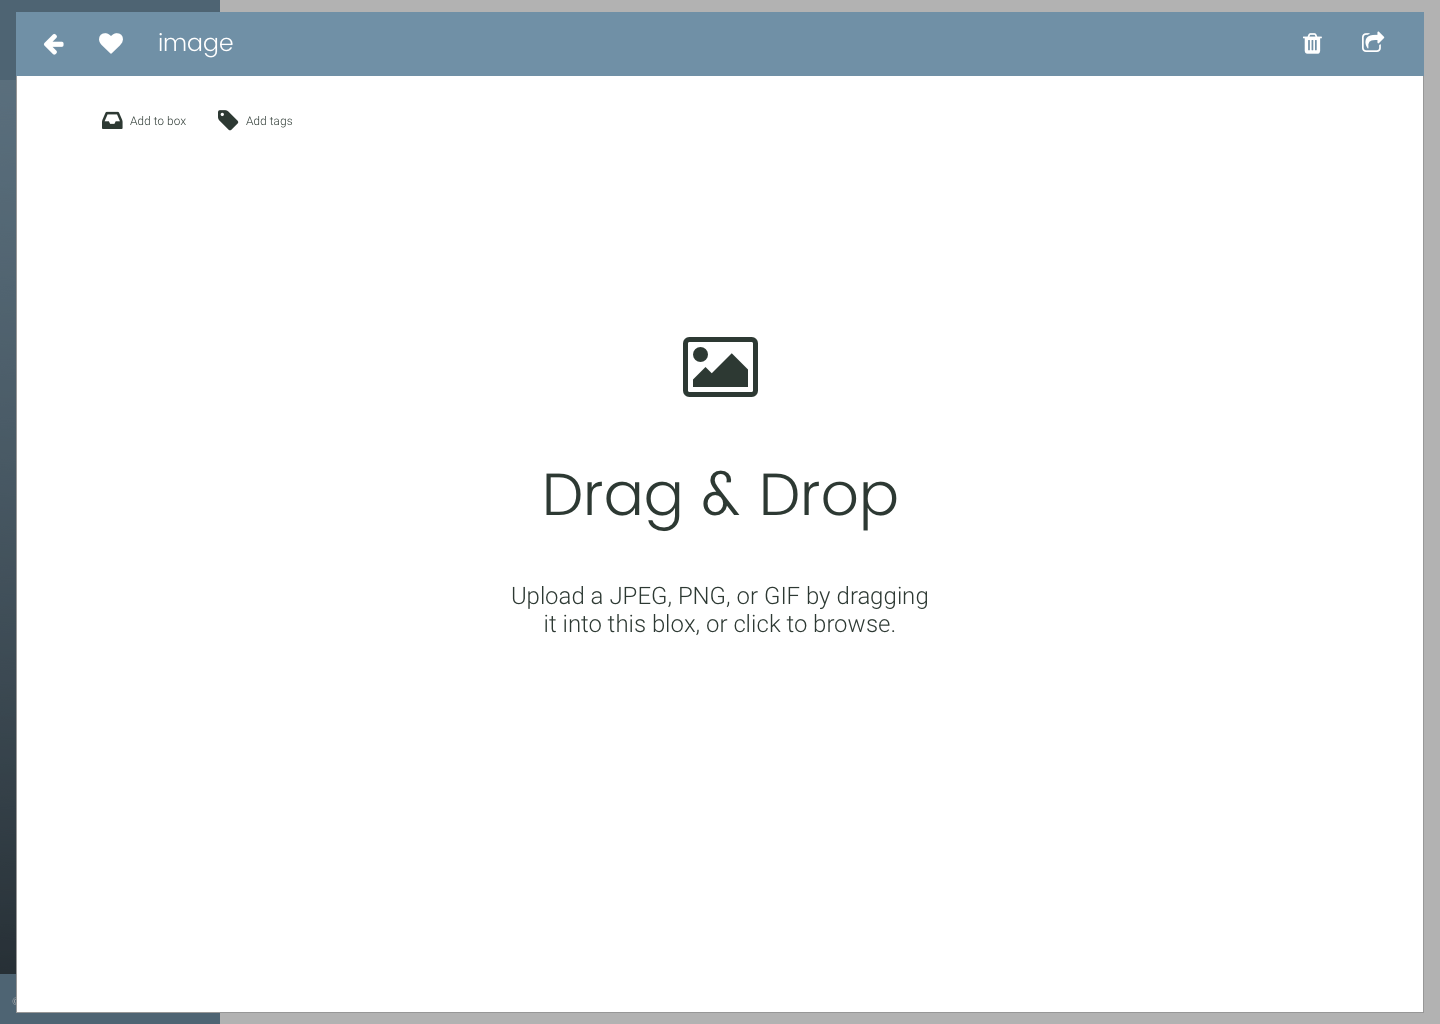 image
Add to box
Add tags
Drag & Drop
Upload a JPEG, PNG, or GIF by dragging
it into this blox, or click to browse.